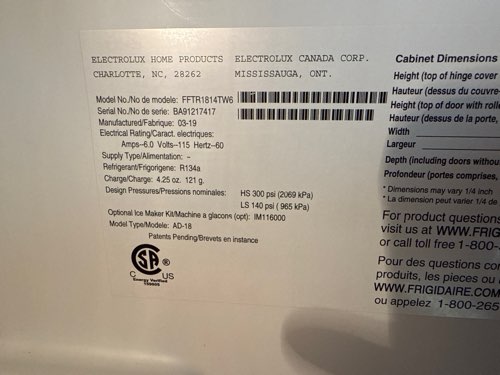 ELECTROLUX HOME PRODUCTS
CHARLOTTE, NC, 28262
ELECTROLUX CANADA CORP.
MISSISSAUGA, ONT.
Model No./No de modele: FFTR1814TW6
Serial No./No de serie: BA91217417
Manufactured/Fabrique: 03-19
Electrical Rating/Caract. electriques:
Amps–6.0 Volts–115 Hertz–60
Supply Type/Alimentation: –
Refrigerant/Frigorigene: R134a
Charge/Charge: 4.25 oz. 121 g.
Design Pressures/Pressions nominales: HS 300 psi (2069 kPa)
LS 140 psi ( 965 kPa)
Optional Ice Maker Kit/Machine a glacons (opt): IM116000
Model Type/Modele: AD-18
Patents Pending/Brevets en instance
CSA
C US
Energy Verified
Cabinet Dimensions
Height (top of hinge cover
Hauteur (dessus du couvre-
Height (top of door with
Hauteur (dessus de la porte,
Width
Largeur
Depth (including doors
Profondeur (portes comprises,
* Dimensions may vary 1/4 inch
* La dimension peut varier 1/4 de
For product questions
visit us at WWW.FRIG
or call toll free 1-800-
Pour des questions
produits, les pieces ou
WWW.FRIGIDAIRE.COM
ou appelez 1-800-265